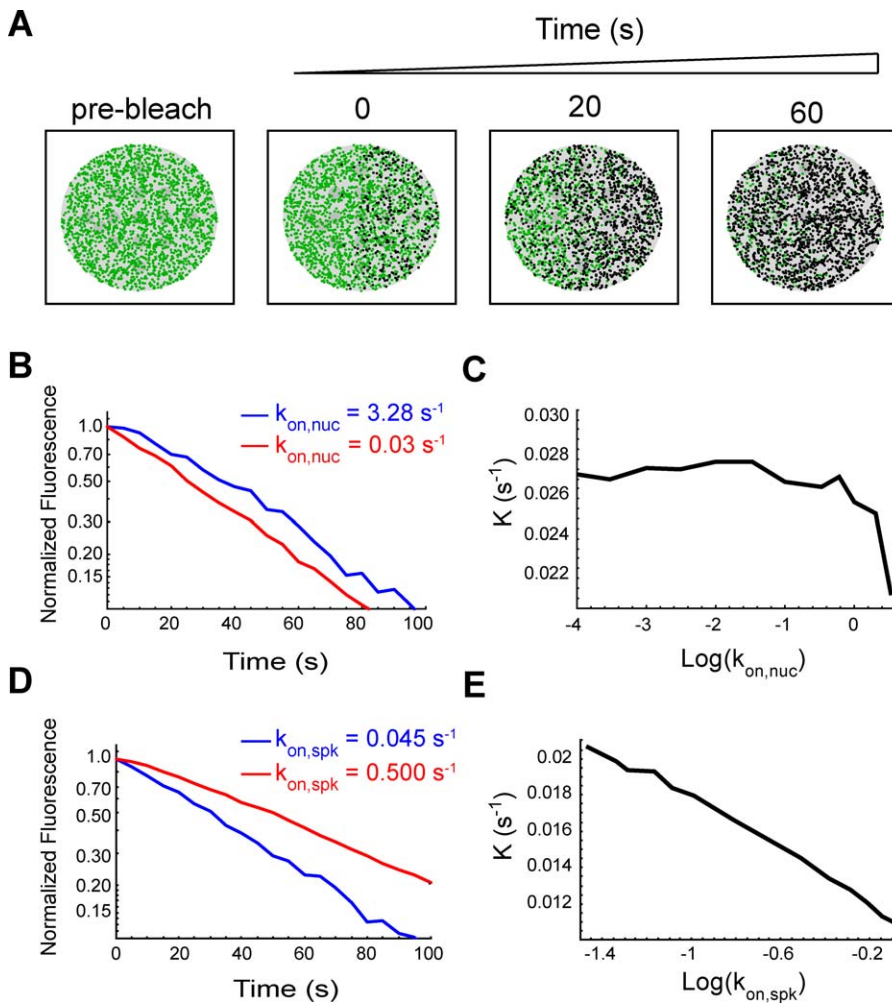 A
Time (s)
pre-bleach 0 20 60
B
Normalized Fluorescence
1.0
0.70
0.50
0.30
0.20
0.15
k_on,nuc = 3.28 s⁻¹
k_on,nuc = 0.03 s⁻¹
0 20 40 60 80 100
Time (s)
C
K (s⁻¹)
0.030
0.028
0.026
0.024
0.022
-4 -3 -2 -1 0
Log(k_on,nuc)
D
Normalized Fluorescence
1.0
0.70
0.50
0.30
0.20
0.15
k_on,spk = 0.045 s⁻¹
k_on,spk = 0.500 s⁻¹
0 20 40 60 80 100
Time (s)
E
K (s⁻¹)
0.02
0.018
0.016
0.014
0.012
-1.4 -1 -0.6 -0.2
Log(k_on,spk)